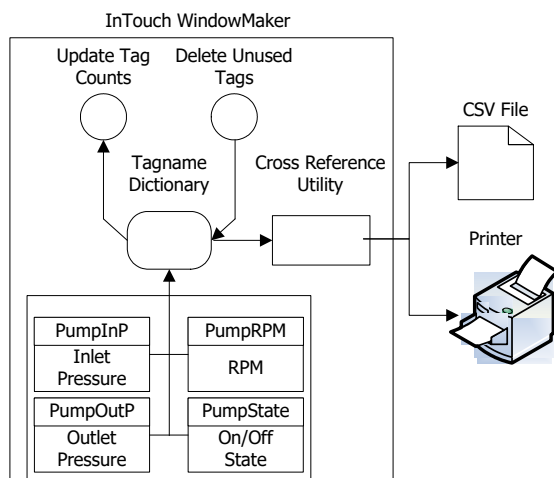 InTouch WindowMaker
Update Tag
Counts
Delete Unused
Tags
CSV File
Tagname
Dictionary
Cross Reference
Utility
Printer
PumpInP
Inlet
Pressure
PumpRPM
RPM
PumpOutP
Outlet
Pressure
PumpState
On/Off
State